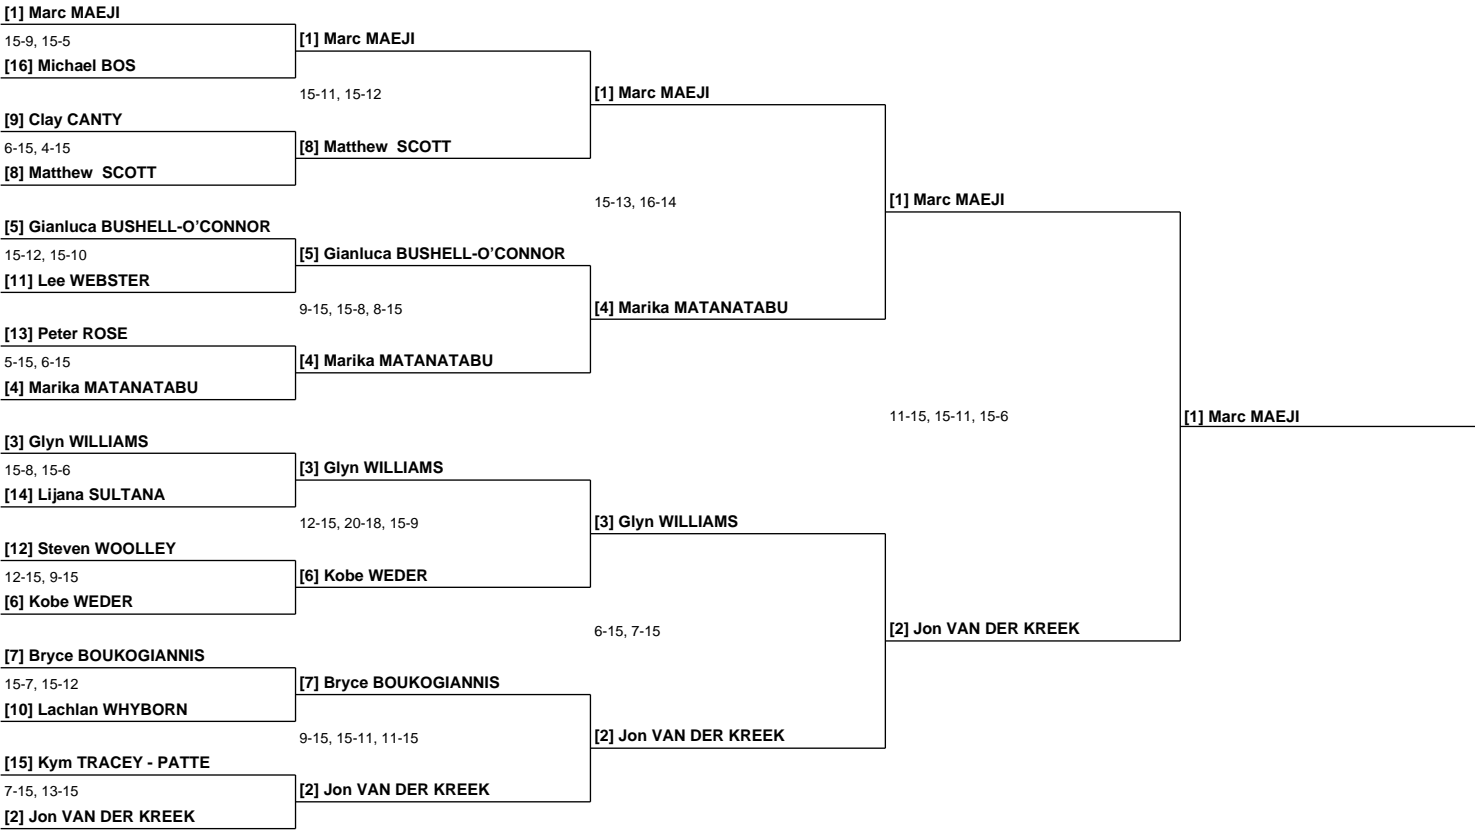 [1] Marc MAEJI
15-9, 15-5
[16] Michael BOS
[9] Clay CANTY
6-15, 4-15
[8] Matthew  SCOTT
[5] Gianluca BUSHELL-O’CONNOR
15-12, 15-10
[11] Lee WEBSTER
[13] Peter ROSE
5-15, 6-15
[4] Marika MATANATABU
[3] Glyn WILLIAMS
15-8, 15-6
[14] Lijana SULTANA
[12] Steven WOOLLEY
12-15, 9-15
[6] Kobe WEDER
[7] Bryce BOUKOGIANNIS
15-7, 15-12
[10] Lachlan WHYBORN
[15] Kym TRACEY - PATTE
7-15, 13-15
[2] Jon VAN DER KREEK
[1] Marc MAEJI
15-11, 15-12
[8] Matthew  SCOTT
[5] Gianluca BUSHELL-O’CONNOR
9-15, 15-8, 8-15
[4] Marika MATANATABU
[3] Glyn WILLIAMS
12-15, 20-18, 15-9
[6] Kobe WEDER
[7] Bryce BOUKOGIANNIS
9-15, 15-11, 11-15
[2] Jon VAN DER KREEK
[1] Marc MAEJI
15-13, 16-14
[4] Marika MATANATABU
[3] Glyn WILLIAMS
6-15, 7-15
[2] Jon VAN DER KREEK
[1] Marc MAEJI
11-15, 15-11, 15-6
[2] Jon VAN DER KREEK
[1] Marc MAEJI